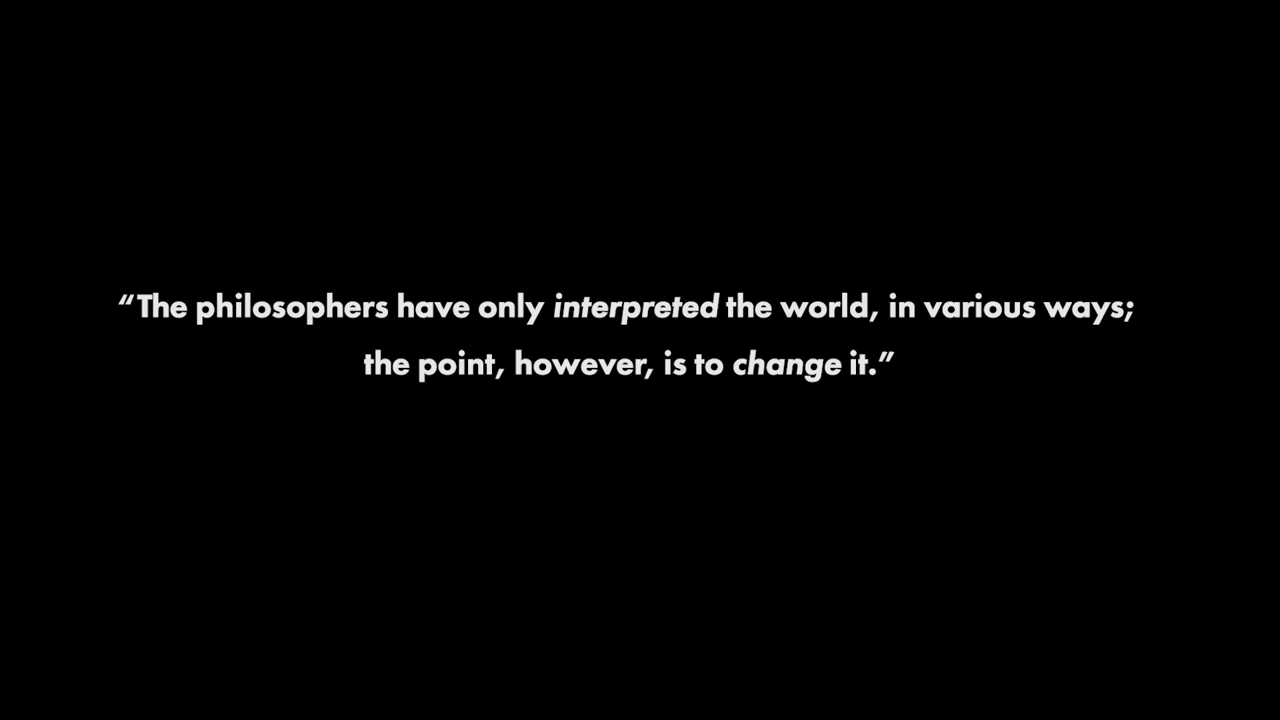 “The philosophers have only interpreted the world, in various ways;
the point, however, is to change it.”